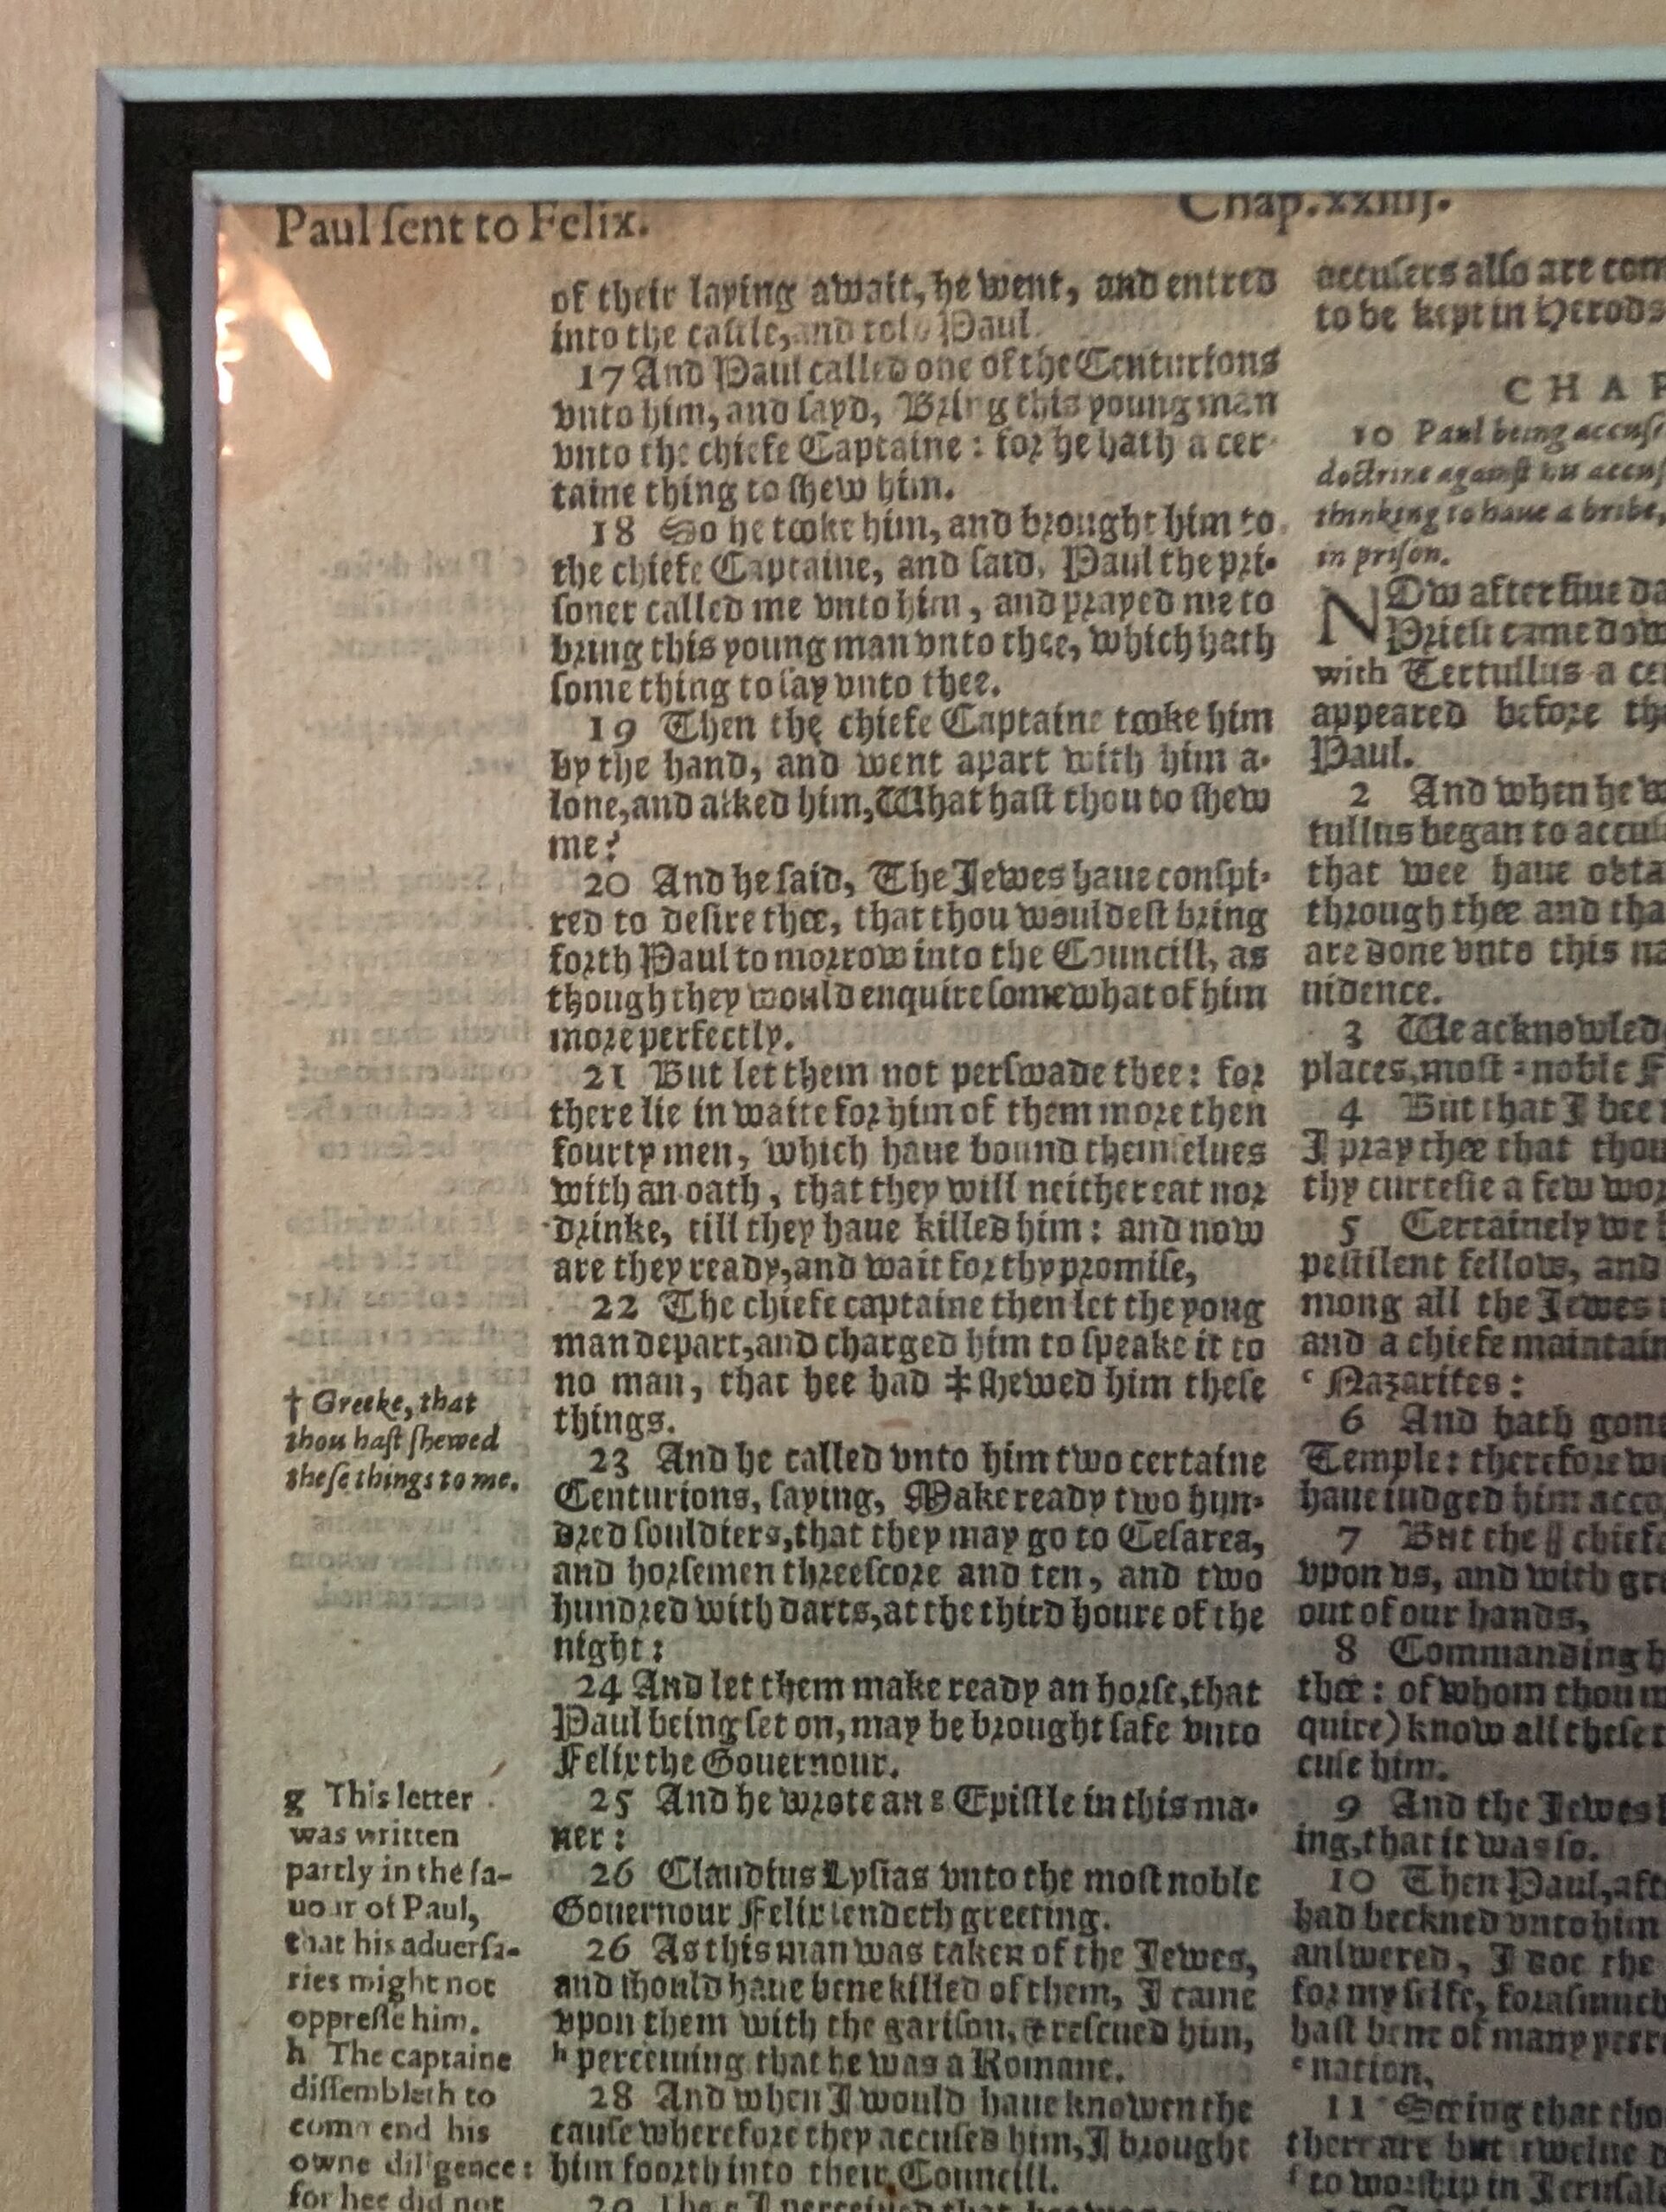 Paul ſent to Felix.
Chap.xxiiij.
of their laying await, he went, and entred
into the caſtle, and told Paul.
17 And Paul called one of the Centurions
vnto him, and ſayd, Bring this young man
vnto the chiefe Captaine : for he hath a cer-
taine thing to ſhew him.
18 So he tooke him, and brought him to
the chiefe Captaine, and ſaid, Paul the pri-
ſoner called me vnto him, and prayed me to
bring this young man vnto thee, which hath
ſome thing to ſay vnto thee.
19 Then the chiefe Captaine tooke him
by the hand, and went apart with him a-
lone, and aſked him, What haſt thou to ſhew
me?
20 And he ſaid, The Jewes haue conſpi-
red to deſire thee, that thou wouldeſt bring
forth Paul to morrow into the Councill, as
though they would enquire ſomewhat of him
more perfectly.
21 But let them not perſwade thee: for
there lie in waite for him of them more then
fourty men, which haue bound themſelues
with an oath, that they will neither eat nor
drinke, till they haue killed him: and now
are they ready, and wait for thy promiſe,
22 The chiefe captaine then let the yong
man depart, and charged him to ſpeake it to
no man, that hee had ‡ ſhewed him theſe
things.
23 And he called vnto him two certaine
Centurions, ſaying, Make ready two hun-
dred ſouldiers, that they may go to Ceſarea,
and horſemen threeſcore and ten, and two
hundred with darts, at the third houre of the
night:
24 And let them make ready an horſe, that
Paul being ſet on, may be brought ſafe vnto
Felix the Gouernour.
25 And he wrote an g Epiſtle in this ma-
ner:
26 Claudius Lyſias vnto the moſt noble
Gouernour Felix ſendeth greeting.
26 As this man was taken of the Jewes,
and ſhould haue bene killed of them, I came
vpon them with the gariſon, & reſcued him,
h perceiuing that he was a Romane.
28 And when I would haue knowen the
cauſe wherefore they accuſed him, I brought
him foorth into their Councill.
29 I perceiued that
† Greeke, that
thou haſt ſhewed
theſe things to me.
g This letter
was written
partly in the fa-
uour of Paul,
that his aduerſa-
ries might not
oppreſſe him.
h The captaine
diſſembleth to
commend his
owne diligence:
for hee did not
accuſers alſo are com
to be kept in Herods
CHAP
10 Paul being accuſe
doctrine againſt his accuſ
thinking to haue a bribe,
in priſon.
NOw after fiue da
Prieſt came dow
with Tertullus a cer
appeared before the
Paul.
2 And when he w
tullus began to accuſ
that wee haue obta
through thee and tha
are done vnto this na
uidence.
3 We acknowled
places, moſt noble F
4 But that I bee
I pray thee that thou
thy curteſie a few wor
5 Certainely we
peſtilent fellow, and
mong all the Jewes
and a chiefe maintain
c Nazarites:
6 And hath gon
Temple: therefore wo
haue iudged him acco
7 But the || chiefe
vpon vs, and with gre
out of our hands,
8 Commanding h
thee: of whom thou m
quire) know all theſe t
cuſe him.
9 And the Jewes
ing, that it was ſo.
10 Then Paul, aft
had beckned vnto him
anſwered, I doe the
for my ſelfe, foraſmuch
haſt bene of many yeere
e nation,
11 Seeing that tho
there are but twelue d
f to worſhip in Jeruſal